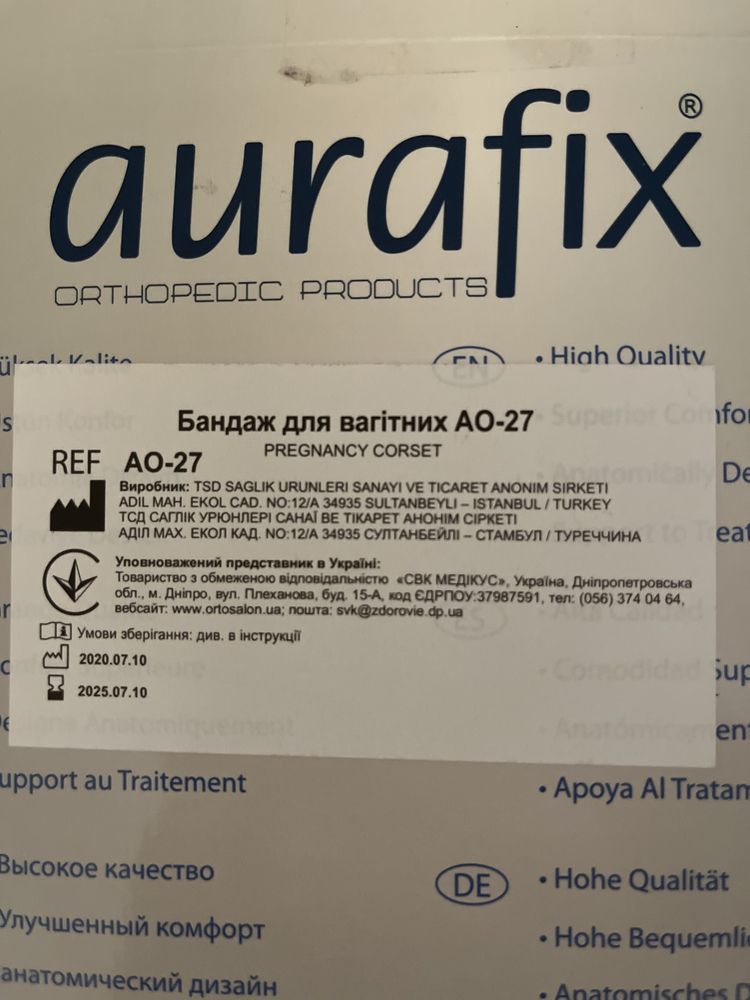 aurafix®
ORTHOPEDIC PRODUCTS
Kalite
EN
• High Quality
Бандаж для вагітних АО-27
PREGNANCY CORSET
REF АО-27
Виробник: TSD SAGLIK URUNLERI SANAYI VE TICARET ANONIM SIRKETI
ADIL MAH. EKOL CAD. NO:12/A 34935 SULTANBEYLI – ISTANBUL / TURKEY
ТСД САГЛІК УРЮНЛЕРІ САНАЇ ВЕ ТІКАРЕТ АНОНІМ СІРКЕТІ
АДІЛ МАХ. ЕКОЛ КАД. NO:12/A 34935 СУЛТАНБЕЙЛІ – СТАМБУЛ / ТУРЕЧЧИНА
Уповноважений представник в Україні:
Товариство з обмеженою відповідальністю «СВК МЕДІКУС», Україна, Дніпропетровська
обл., м. Дніпро, вул. Плеханова, буд. 15-А, код ЄДРПОУ:37987591, тел: (056) 374 04 64,
вебсайт: www.ortosalon.ua; пошта: svk@zdorovie.dp.ua
Умови зберігання: див. в інструкції
2020.07.10
2025.07.10
upport au Traitement
• Apoya Al Tratam
Высокое качество
DE
• Hohe Qualität
Улучшенный комфорт
• Hohe Bequemli
анатомический дизайн
• Anatomisches D